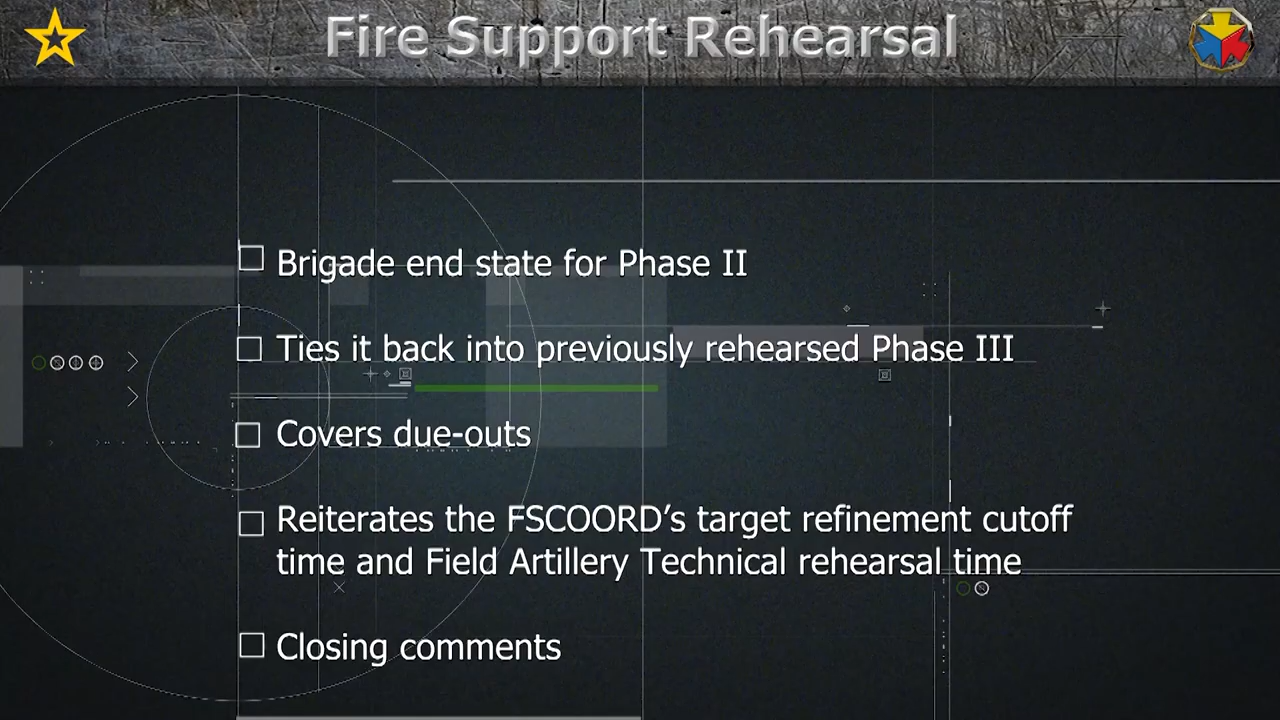 Fire Support Rehearsal
Brigade end state for Phase II
Ties it back into previously rehearsed Phase III
Covers due-outs
Reiterates the FSCOORD’s target refinement cutoff
time and Field Artillery Technical rehearsal time
Closing comments